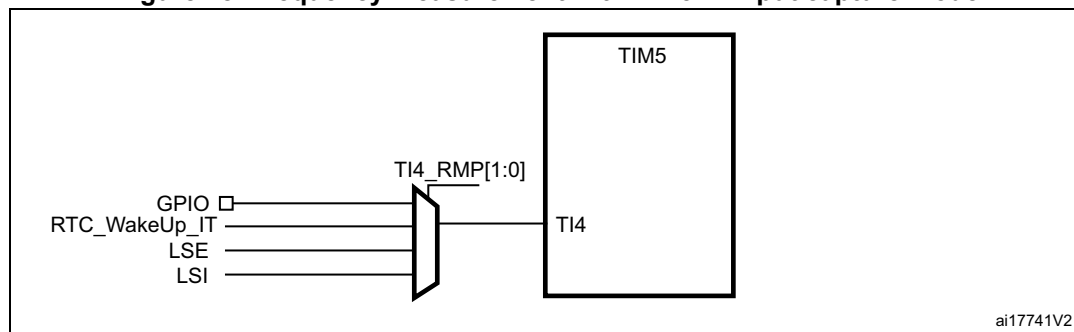 TIM5
TI4_RMP[1:0]
GPIO
RTC_WakeUp_IT
TI4
LSE
LSI
ai17741V2